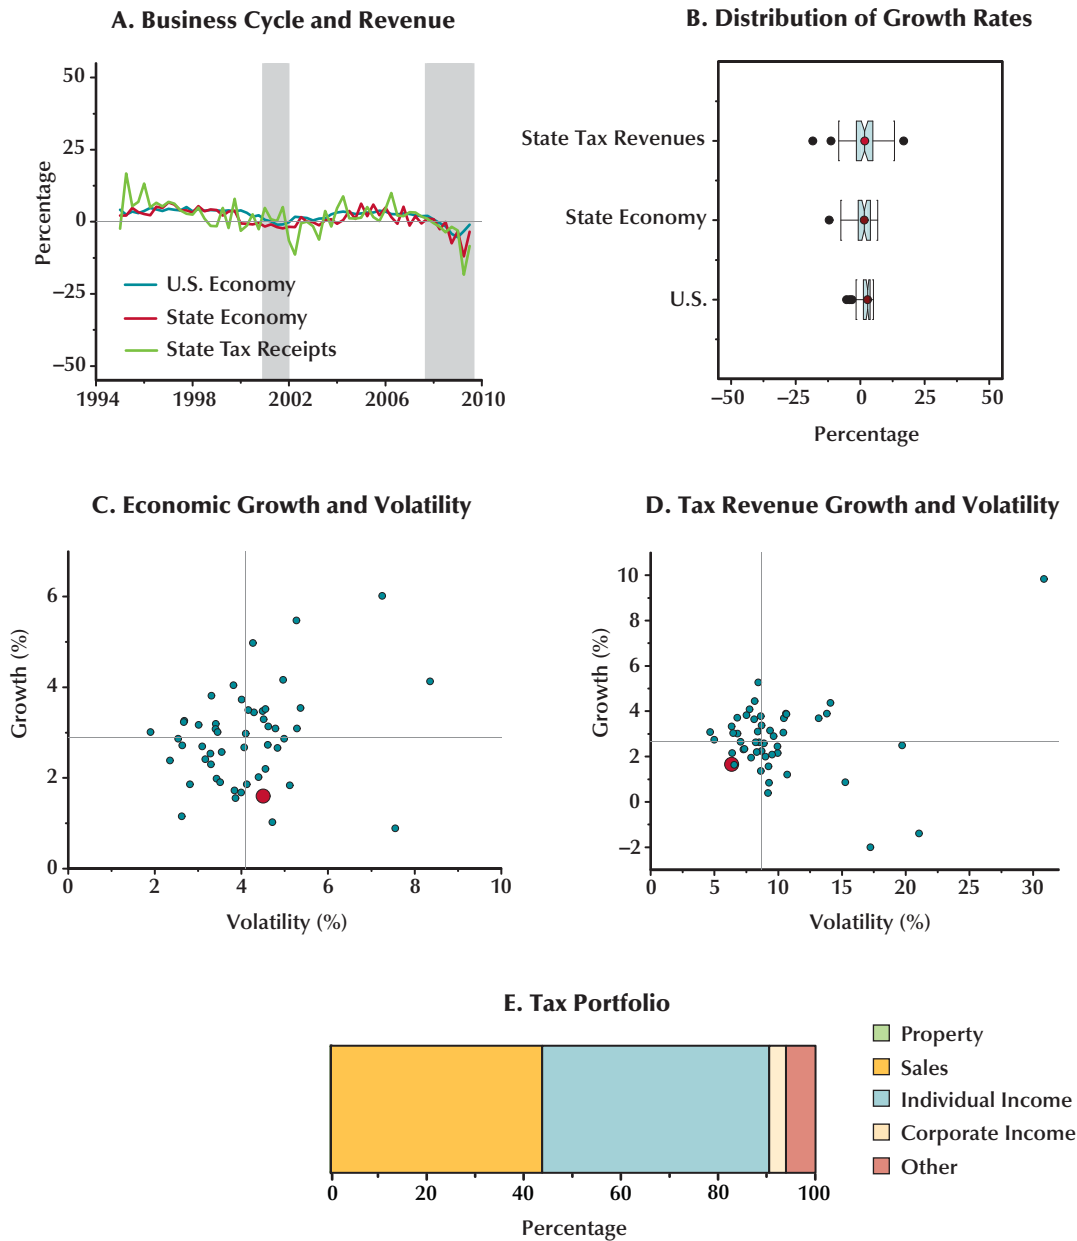 A. Business Cycle and Revenue
Percentage
50
25
0
−25
−50
U.S. Economy
State Economy
State Tax Receipts
1994 1998 2002 2006 2010
B. Distribution of Growth Rates
State Tax Revenues
State Economy
U.S.
−50 −25 0 25 50
Percentage
C. Economic Growth and Volatility
Growth (%)
6
4
2
0
0 2 4 6 8 10
Volatility (%)
D. Tax Revenue Growth and Volatility
Growth (%)
10
8
6
4
2
0
−2
0 5 10 15 20 25 30
Volatility (%)
E. Tax Portfolio
0 20 40 60 80 100
Percentage
Property
Sales
Individual Income
Corporate Income
Other